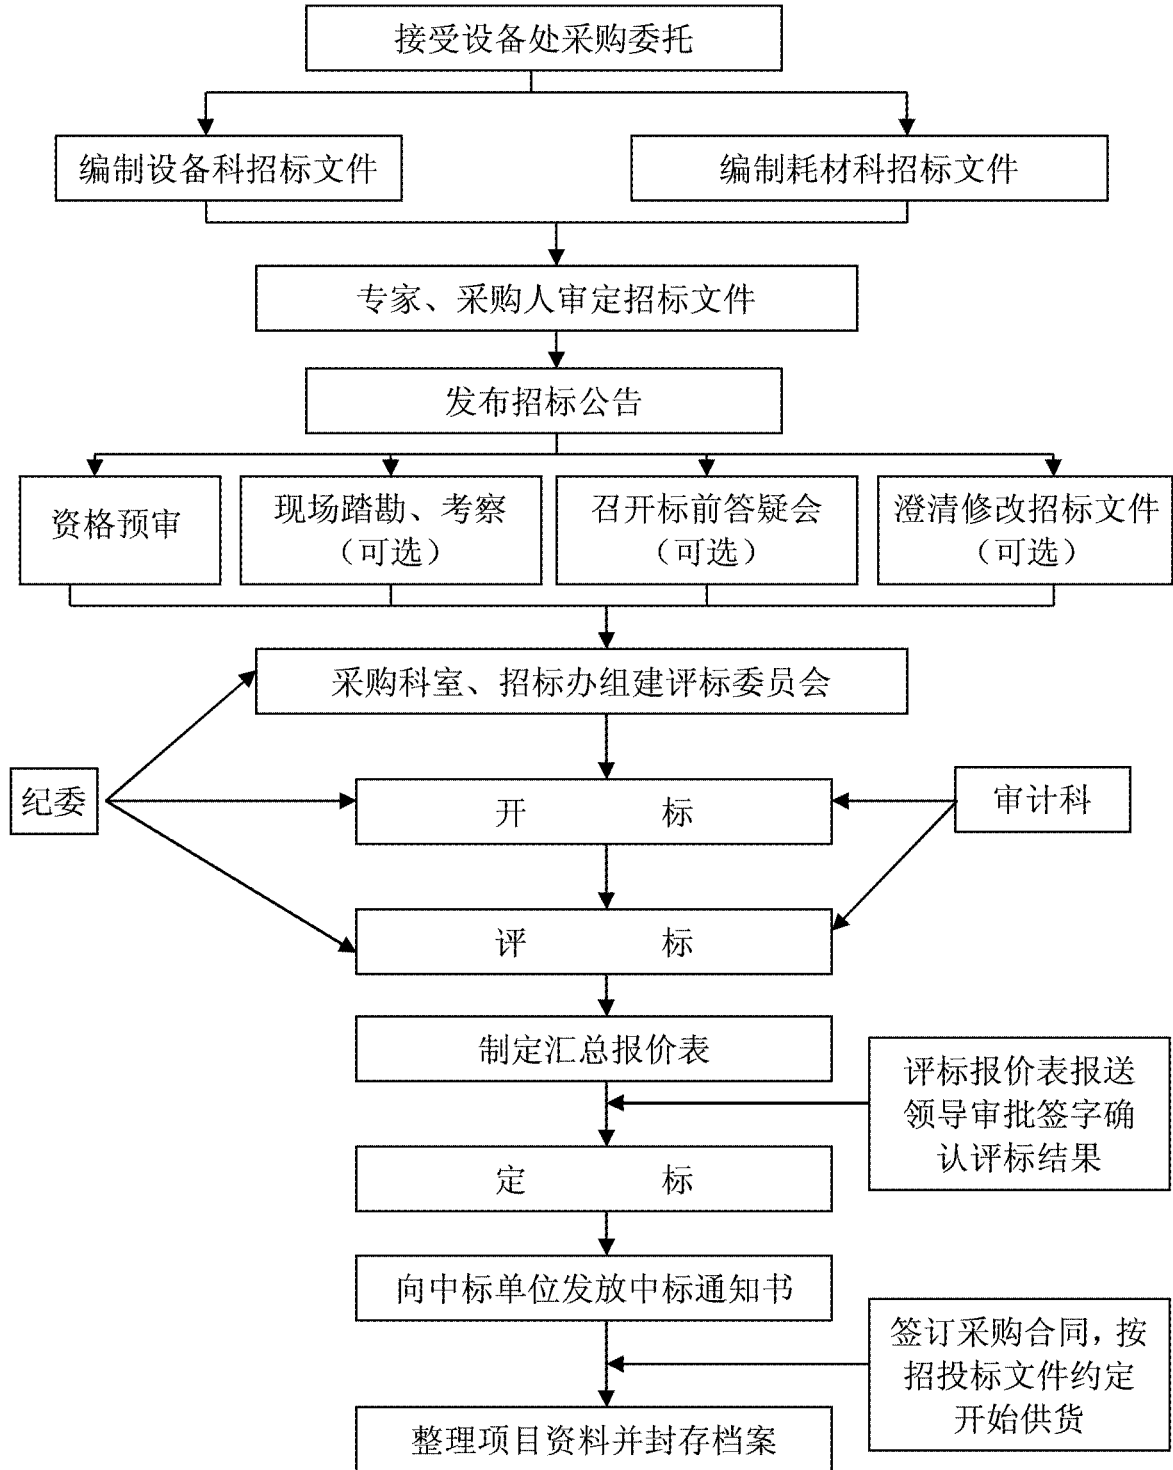 接受设备处采购委托
编制设备科招标文件
编制耗材科招标文件
专家、采购人审定招标文件
发布招标公告
资格预审
现场踏勘、考察
（可选）
召开标前答疑会
（可选）
澄清修改招标文件
（可选）
采购科室、招标办组建评标委员会
纪委
开 标
审计科
评 标
制定汇总报价表
评标报价表报送
领导审批签字确
认评标结果
定 标
向中标单位发放中标通知书
签订采购合同，按
招投标文件约定
开始供货
整理项目资料并封存档案